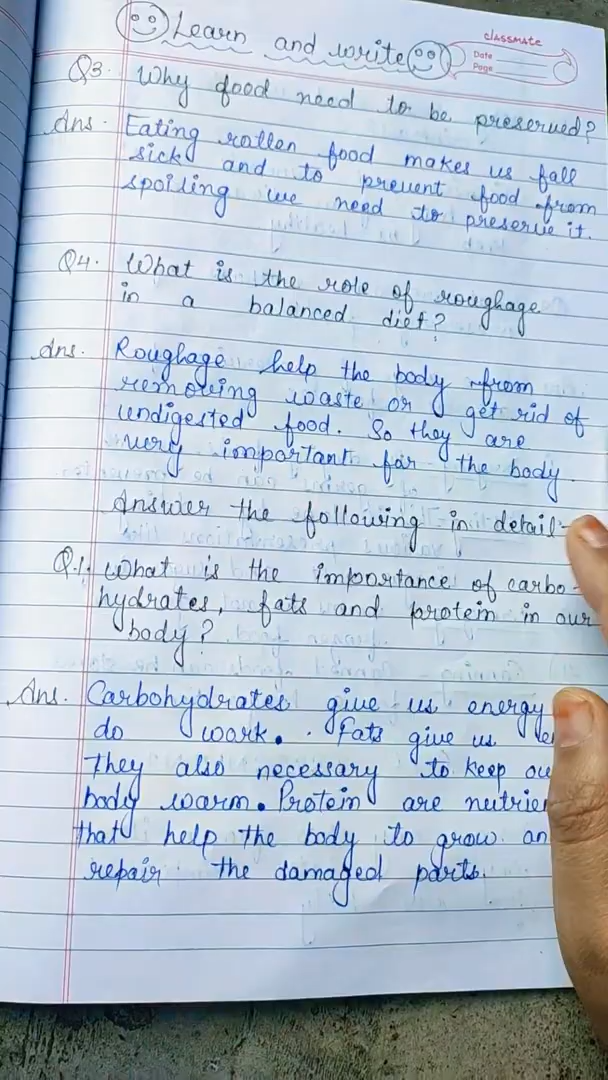 Learn and write
classmate
Date
Page
Q3. Why food need to be preserved?
Ans. Eating rotten food makes us fall
sick and to prevent food from
spoiling we need to preserve it.
Q4. What is the role of roughage
in a balanced diet?
Ans. Roughage help the body from
removing waste or get rid of
undigested food. So they are
very important for the body.
Answer the following in detail-
Q.1. What is the importance of carbo-
hydrates, fats and protein in our
body?
Ans. Carbohydrates give us energy
do work. Fats give us
They also necessary to keep ou
body warm. Protein are nutrie
that help the body to grow an
repair the damaged parts.